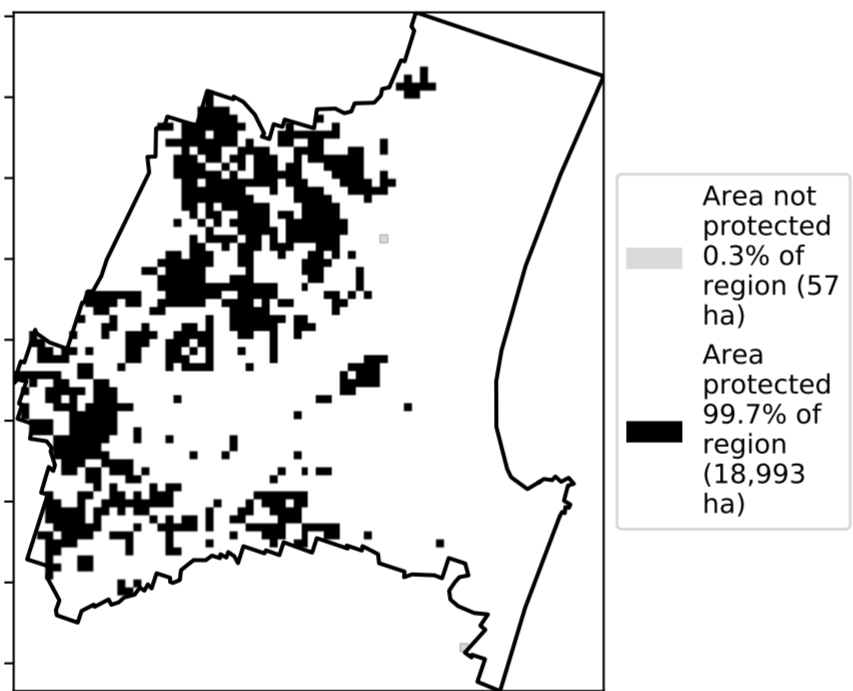 Area not
protected
0.3% of
region (57
ha)
Area
protected
99.7% of
region
(18,993
ha)